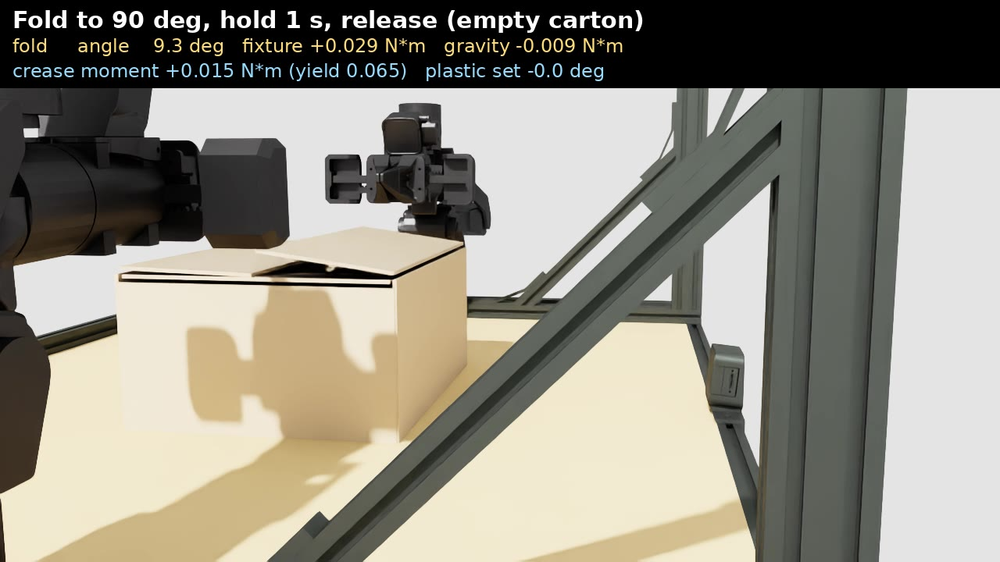 Fold to 90 deg, hold 1 s, release (empty carton)
fold angle 9.3 deg fixture +0.029 N*m gravity -0.009 N*m
crease moment +0.015 N*m (yield 0.065) plastic set -0.0 deg